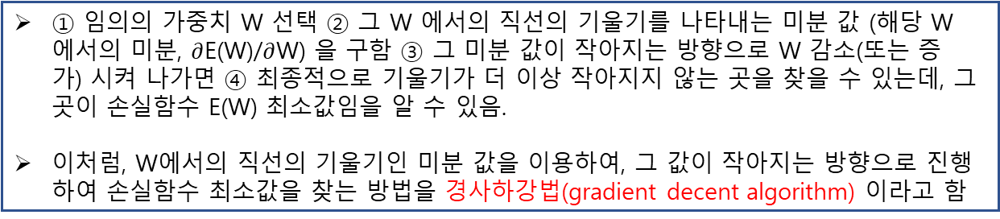 ➢ ① 임의의 가중치 W 선택 ② 그 W 에서의 직선의 기울기를 나타내는 미분 값 (해당 W
에서의 미분, ∂E(W)/∂W) 을 구함 ③ 그 미분 값이 작아지는 방향으로 W 감소(또는 증
가) 시켜 나가면 ④ 최종적으로 기울기가 더 이상 작아지지 않는 곳을 찾을 수 있는데, 그
곳이 손실함수 E(W) 최소값임을 알 수 있음.
➢ 이처럼, W에서의 직선의 기울기인 미분 값을 이용하여, 그 값이 작아지는 방향으로 진행
하여 손실함수 최소값을 찾는 방법을 경사하강법(gradient decent algorithm) 이라고 함